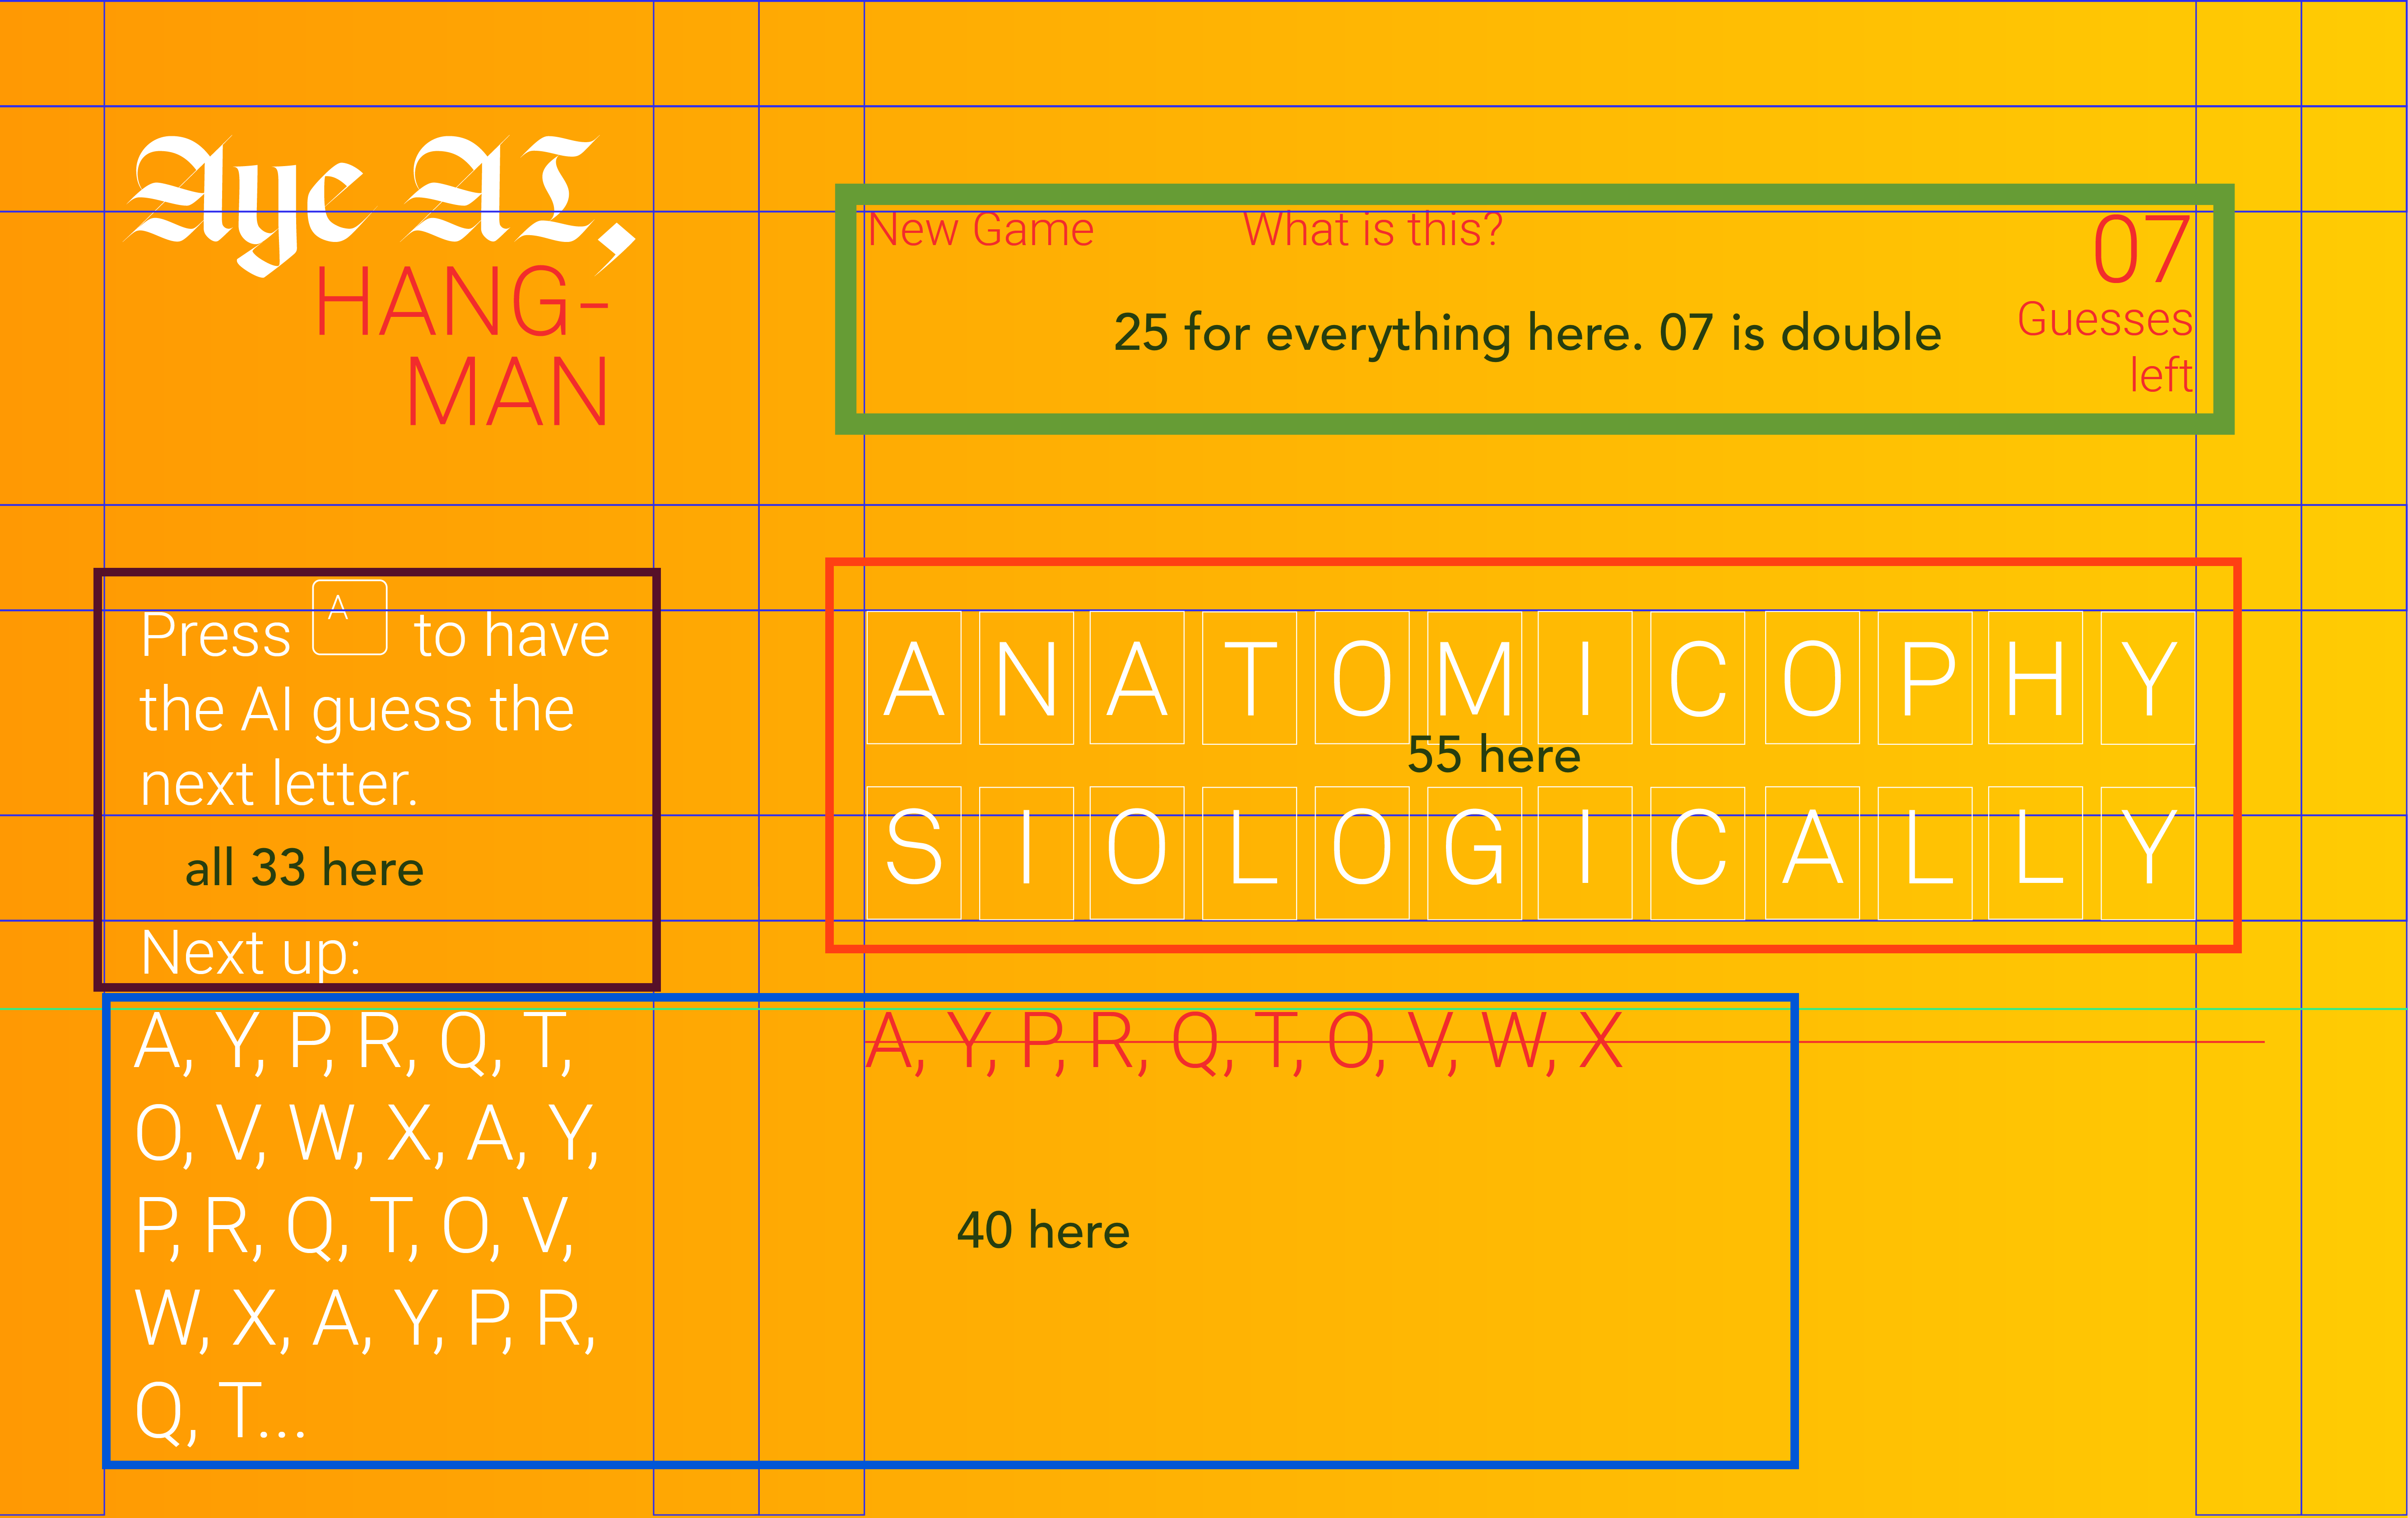 Aye AI,
HANG-
MAN
New Game
What is this?
07
Guesses
left
25 for everything here. 07 is double
Press A to have
the AI guess the
next letter.
all 33 here
Next up:
A, Y, P, R, Q, T,
O, V, W, X, A, Y,
P, R, Q, T, O, V,
W, X, A, Y, P, R,
Q, T...
A N A T O M I C O P H Y
55 here
S I O L O G I C A L L Y
A, Y, P, R, Q, T, O, V, W, X
40 here